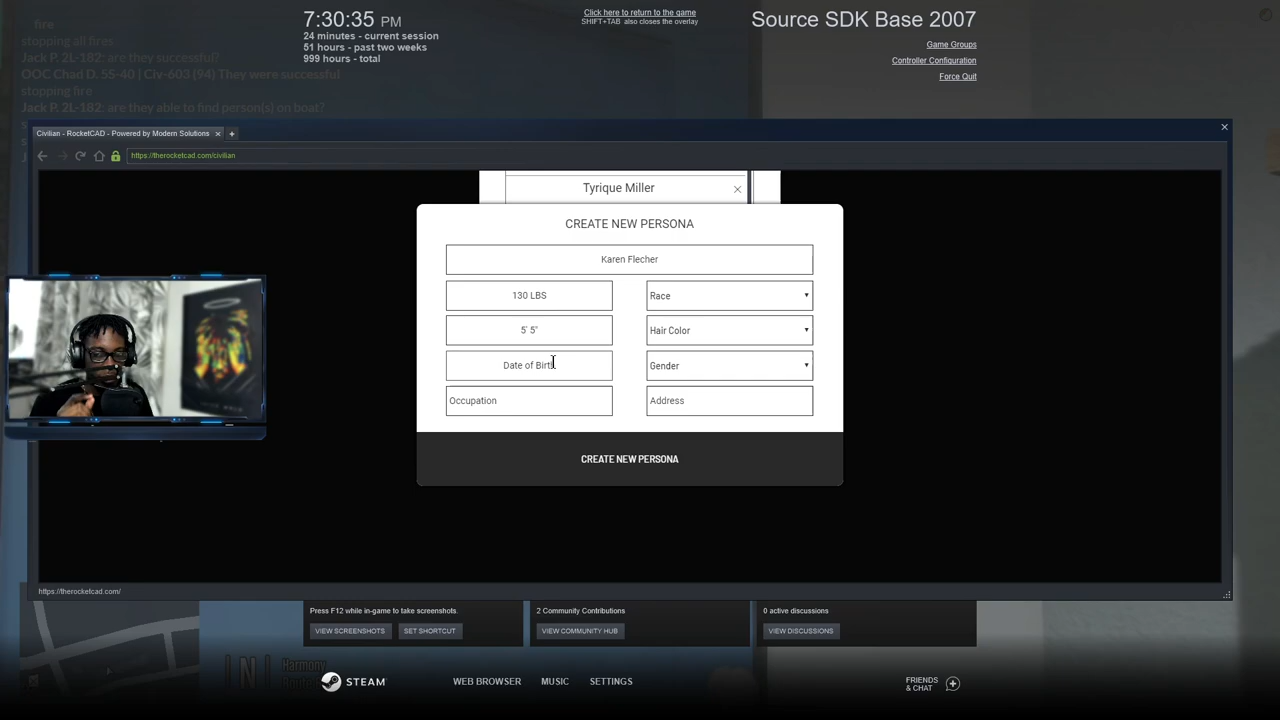 fire
stopping all fires
Jack P. 2L-182: are they successful?
OOC Chad D. 55-40 | Civ-603 (94) They were successful
stopping fire
Jack P. 2L-182: are they able to find person(s) on boat?
7:30:35 PM
24 minutes - current session
51 hours - past two weeks
999 hours - total
Click here to return to the game
SHIFT+TAB also closes the overlay
Source SDK Base 2007
Game Groups
Controller Configuration
Force Quit
Civilian - RocketCAD - Powered by Modern Solutions
https://therocketcad.com/civilian
Tyrique Miller
CREATE NEW PERSONA
Karen Flecher
130 LBS
Race
5' 5"
Hair Color
Date of Birth
Gender
Occupation
Address
CREATE NEW PERSONA
https://therocketcad.com/
Press F12 while in-game to take screenshots.
VIEW SCREENSHOTS
SET SHORTCUT
2 Community Contributions
VIEW COMMUNITY HUB
0 active discussions
VIEW DISCUSSIONS
Harmony
STEAM
WEB BROWSER
MUSIC
SETTINGS
FRIENDS
& CHAT